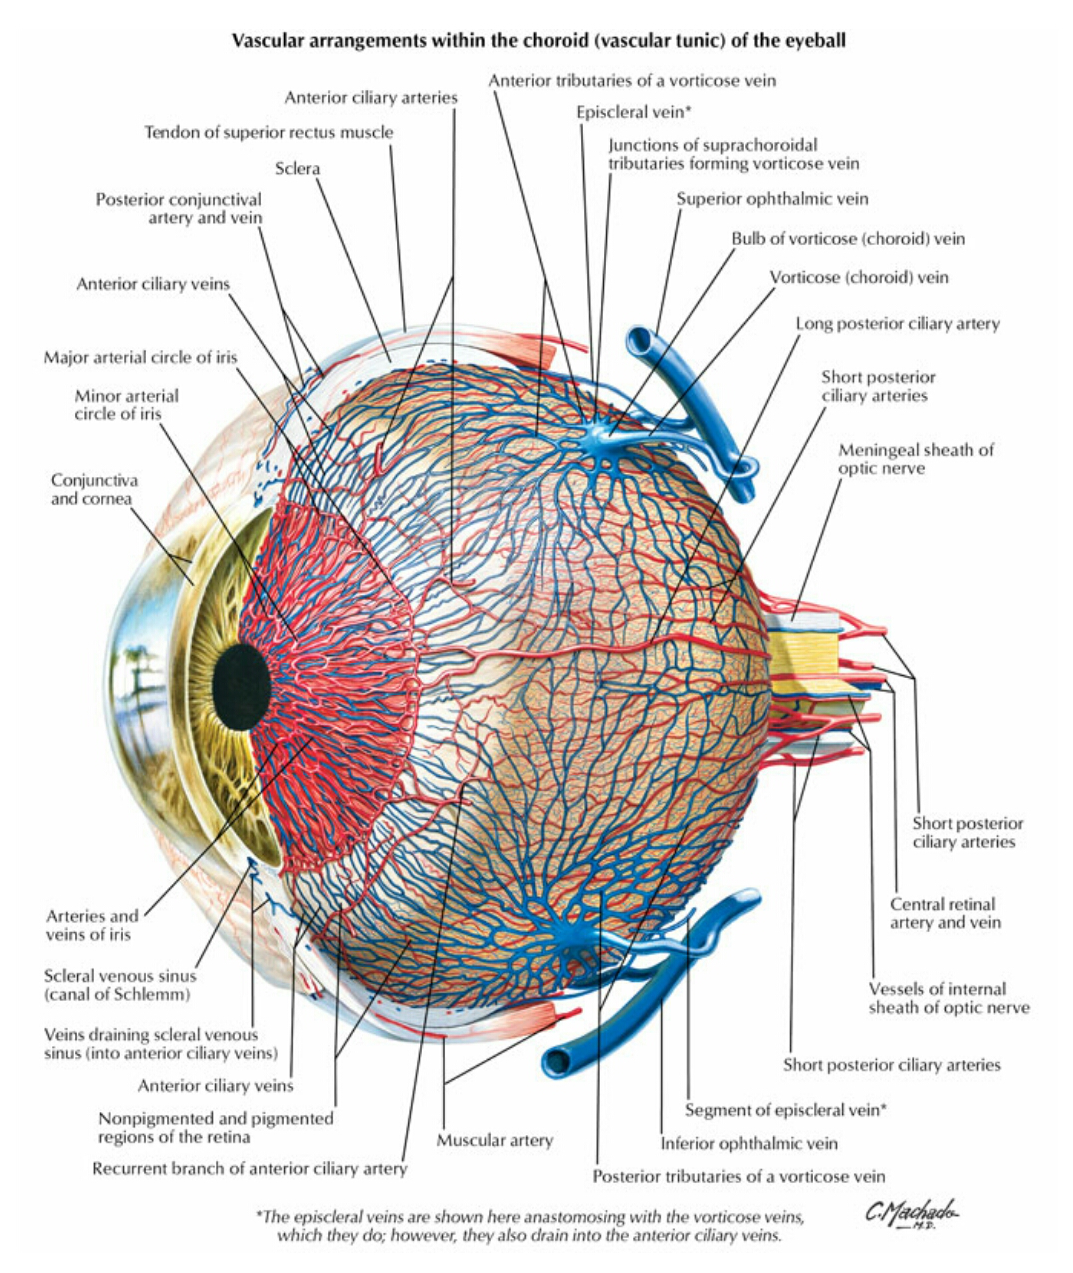 Vascular arrangements within the choroid (vascular tunic) of the eyeball
Anterior tributaries of a vorticose vein
Anterior ciliary arteries
Episcleral vein*
Tendon of superior rectus muscle
Junctions of suprachoroidal
tributaries forming vorticose vein
Sclera
Posterior conjunctival
artery and vein
Superior ophthalmic vein
Bulb of vorticose (choroid) vein
Anterior ciliary veins
Vorticose (choroid) vein
Long posterior ciliary artery
Major arterial circle of iris
Short posterior
ciliary arteries
Minor arterial
circle of iris
Meningeal sheath of
optic nerve
Conjunctiva
and cornea
Short posterior
ciliary arteries
Central retinal
artery and vein
Arteries and
veins of iris
Scleral venous sinus
(canal of Schlemm)
Vessels of internal
sheath of optic nerve
Veins draining scleral venous
sinus (into anterior ciliary veins)
Short posterior ciliary arteries
Anterior ciliary veins
Nonpigmented and pigmented
regions of the retina
Segment of episcleral vein*
Muscular artery
Inferior ophthalmic vein
Recurrent branch of anterior ciliary artery
Posterior tributaries of a vorticose vein
*The episcleral veins are shown here anastomosing with the vorticose veins,
which they do; however, they also drain into the anterior ciliary veins.
C.Machado
M.D.